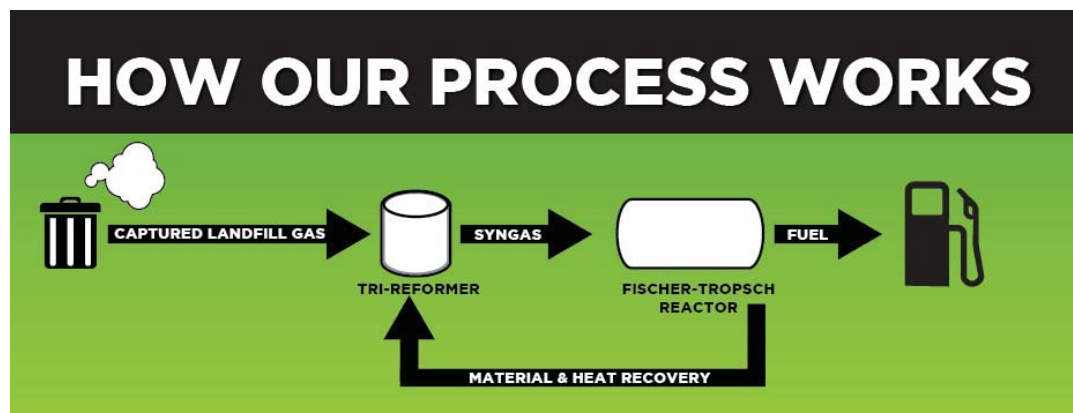 HOW OUR PROCESS WORKS
CAPTURED LANDFILL GAS
SYNGAS
FUEL
TRI-REFORMER
FISCHER-TROPSCH
REACTOR
MATERIAL & HEAT RECOVERY